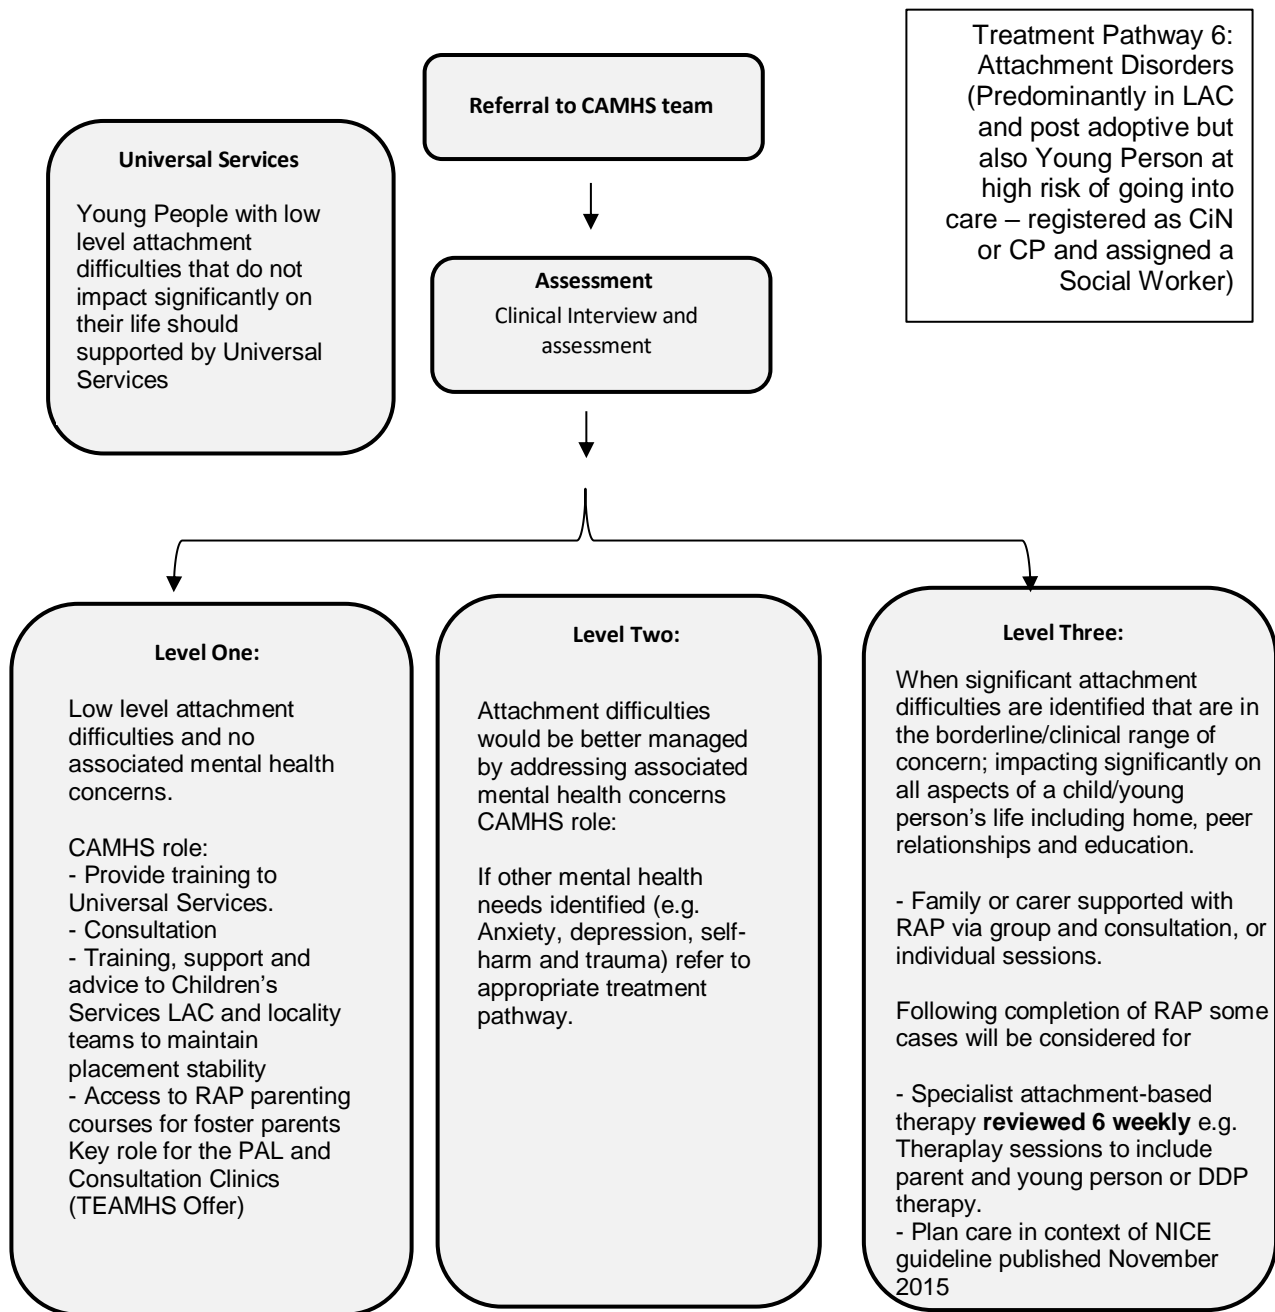 Treatment Pathway 6:
Attachment Disorders
(Predominantly in LAC
and post adoptive but
also Young Person at
high risk of going into
care – registered as CiN
or CP and assigned a
Social Worker)
Referral to CAMHS team
Universal Services
Young People with low
level attachment
difficulties that do not
impact significantly on
their life should
supported by Universal
Services
Assessment
Clinical Interview and
assessment
Level One:
Low level attachment
difficulties and no
associated mental health
concerns.
CAMHS role:
- Provide training to
Universal Services.
- Consultation
- Training, support and
advice to Children’s
Services LAC and locality
teams to maintain
placement stability
- Access to RAP parenting
courses for foster parents
Key role for the PAL and
Consultation Clinics
(TEAMHS Offer)
Level Two:
Attachment difficulties
would be better managed
by addressing associated
mental health concerns
CAMHS role:
If other mental health
needs identified (e.g.
Anxiety, depression, self-
harm and trauma) refer to
appropriate treatment
pathway.
Level Three:
When significant attachment
difficulties are identified that are in
the borderline/clinical range of
concern; impacting significantly on
all aspects of a child/young
person’s life including home, peer
relationships and education.
- Family or carer supported with
RAP via group and consultation, or
individual sessions.
Following completion of RAP some
cases will be considered for
- Specialist attachment-based
therapy reviewed 6 weekly e.g.
Theraplay sessions to include
parent and young person or DDP
therapy.
- Plan care in context of NICE
guideline published November
2015